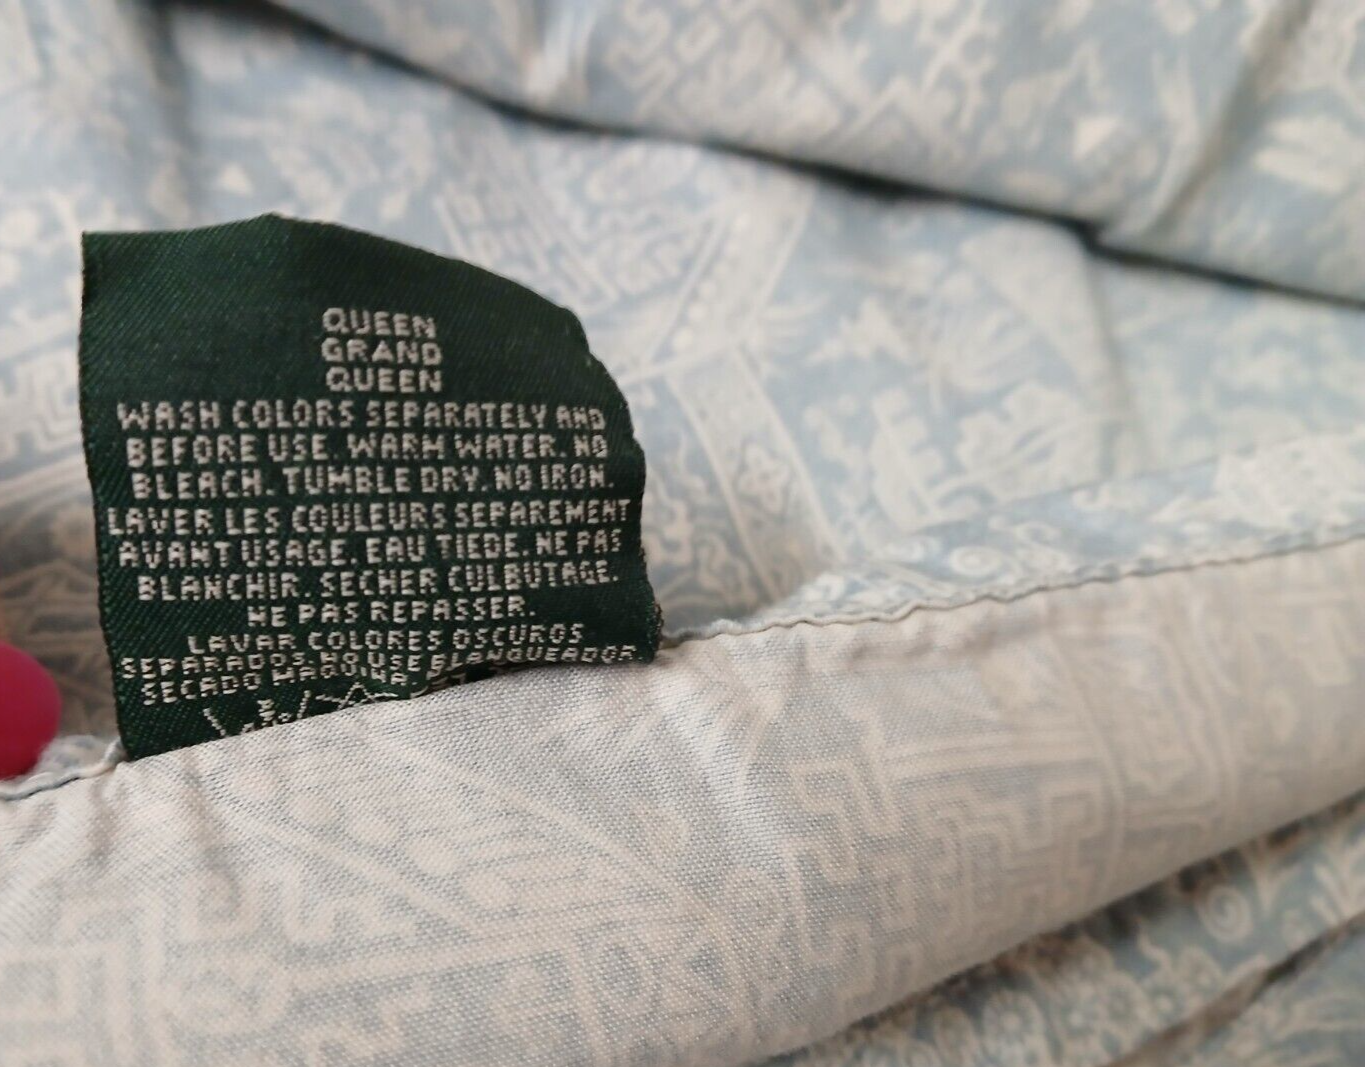 QUEEN
GRAND
QUEEN
WASH COLORS SEPARATELY AND
BEFORE USE. WARM WATER. NO
BLEACH. TUMBLE DRY. NO IRON.
LAVER LES COULEURS SEPAREMENT
AVANT USAGE. EAU TIEDE. NE PAS
BLANCHIR. SECHER CULBUTAGE.
NE PAS REPASSER.
LAVAR COLORES OSCUROS
SEPARADOS. NO USE BLANQUEADOR
SECADO MAQUINA.